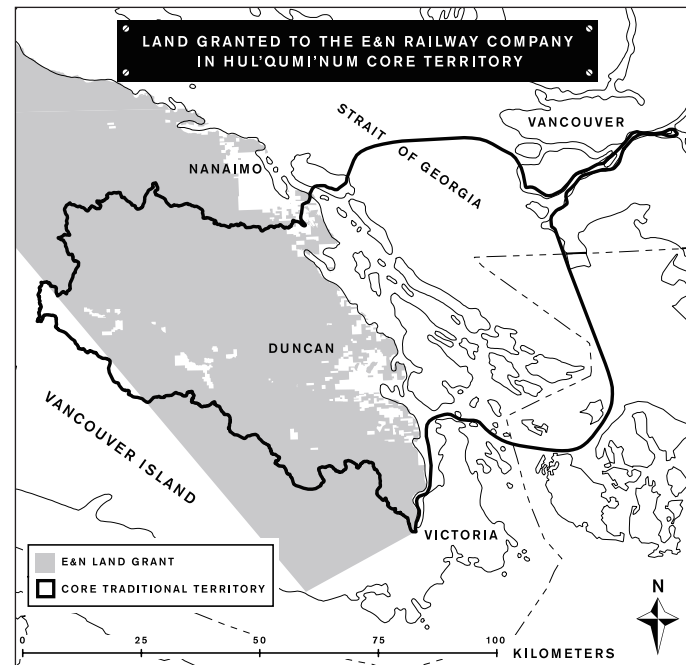 LAND GRANTED TO THE E&N RAILWAY COMPANY
IN HUL'QUMI'NUM CORE TERRITORY
STRAIT OF GEORGIA
VANCOUVER
NANAIMO
DUNCAN
VANCOUVER ISLAND
VICTORIA
E&N LAND GRANT
CORE TRADITIONAL TERRITORY
N
0 25 50 75 100 KILOMETERS